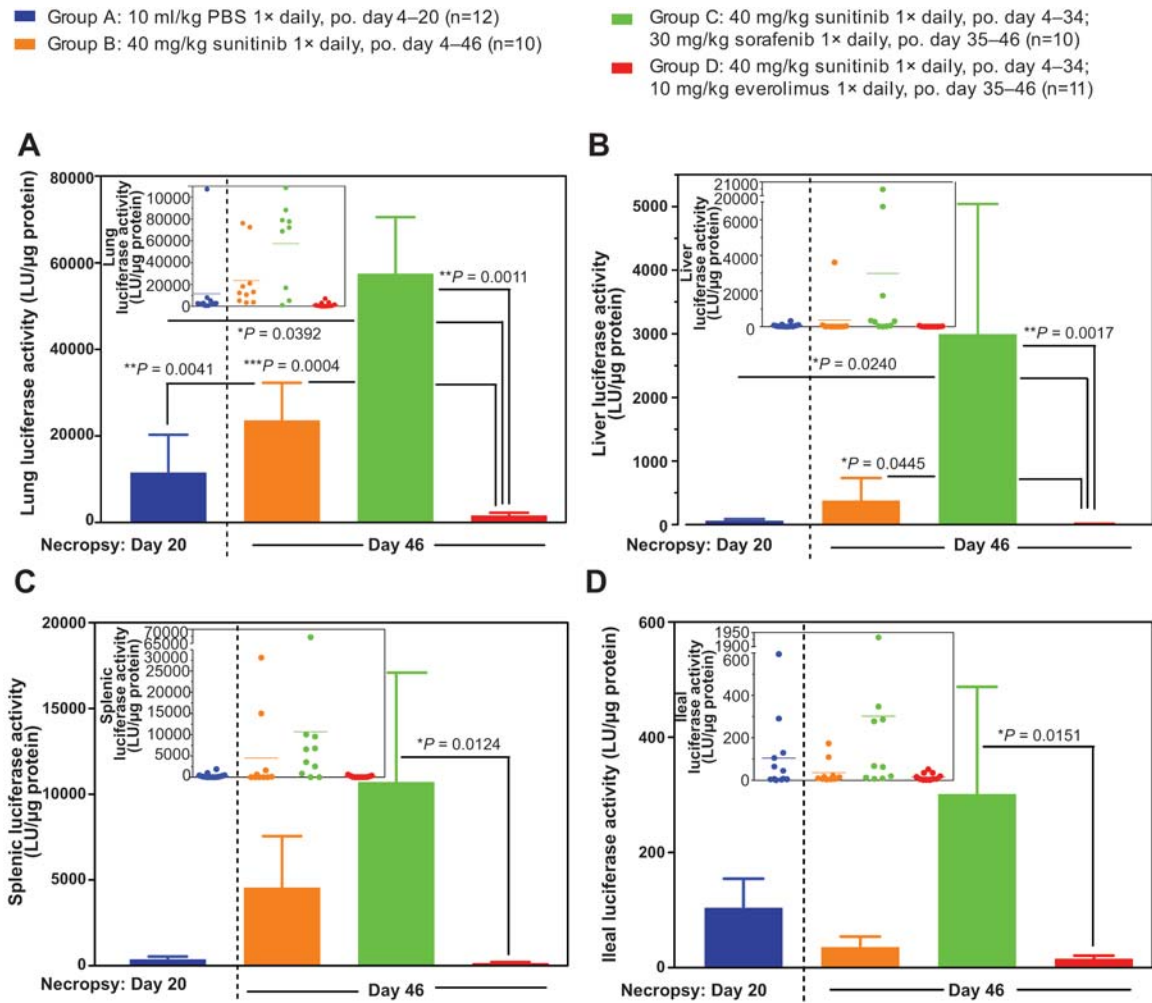 Group A: 10 ml/kg PBS 1× daily, po. day 4–20 (n=12)
Group B: 40 mg/kg sunitinib 1× daily, po. day 4–46 (n=10)
Group C: 40 mg/kg sunitinib 1× daily, po. day 4–34;
30 mg/kg sorafenib 1× daily, po. day 35–46 (n=10)
Group D: 40 mg/kg sunitinib 1× daily, po. day 4–34;
10 mg/kg everolimus 1× daily, po. day 35–46 (n=11)
A
Lung luciferase activity (LU/µg protein)
80000
60000
40000
20000
0
Lung
luciferase activity
(LU/µg protein)
10000
80000
60000
40000
20000
0
**P = 0.0011
*P = 0.0392
**P = 0.0041
***P = 0.0004
Necropsy: Day 20
Day 46
B
Liver luciferase activity
(LU/µg protein)
5000
4000
3000
2000
1000
0
Liver
luciferase activity
(LU/µg protein)
21000
20000
6000
4000
2000
0
**P = 0.0017
*P = 0.0240
*P = 0.0445
Necropsy: Day 20
Day 46
C
Splenic luciferase activity
(LU/µg protein)
20000
15000
10000
5000
0
Splenic
luciferase activity
(LU/µg protein)
70000
65000
30000
25000
20000
15000
10000
5000
0
*P = 0.0124
Necropsy: Day 20
Day 46
D
Ileal luciferase activity (LU/µg protein)
600
400
200
0
Ileal
luciferase activity
(LU/µg protein)
1950
1900
600
400
200
0
*P = 0.0151
Necropsy: Day 20
Day 46